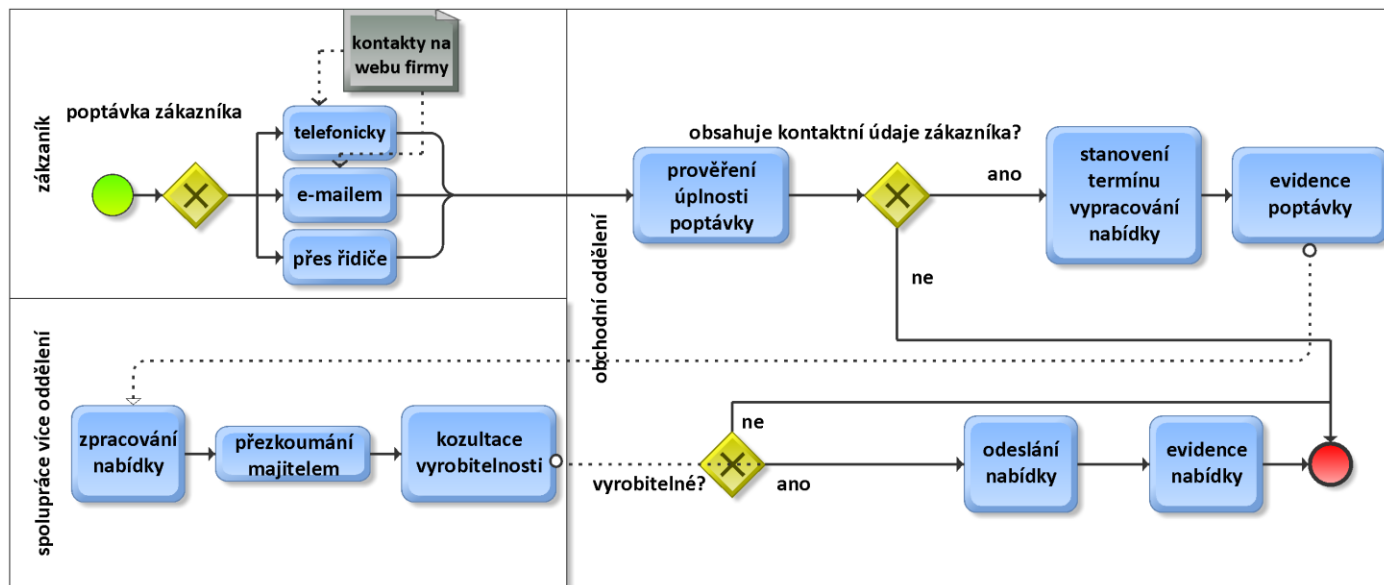 zákzaník
poptávka zákazníka
kontakty na
webu firmy
telefonicky
e-mailem
přes řidiče
obchodní oddělení
prověření
úplnosti
poptávky
obsahuje kontaktní údaje zákazníka?
ano
ne
stanovení
termínu
vypracování
nabídky
evidence
poptávky
spolupráce více oddělení
zpracování
nabídky
přezkoumání
majitelem
kozultace
vyrobitelnosti
vyrobitelné?
ne
ano
odeslání
nabídky
evidence
nabídky